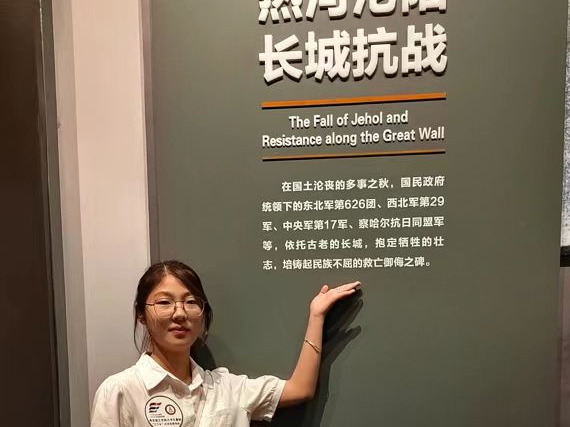 热河沦陷
长城抗战
The Fall of Jehol and
Resistance along the Great Wall
在国土沦丧的多事之秋，国民政府
统领下的东北军第626团、西北军第29
军、中央军第17军、察哈尔抗日同盟军
等，依托古老的长城，抱定牺牲的壮
志，培铸起民族不屈的救亡御侮之碑。